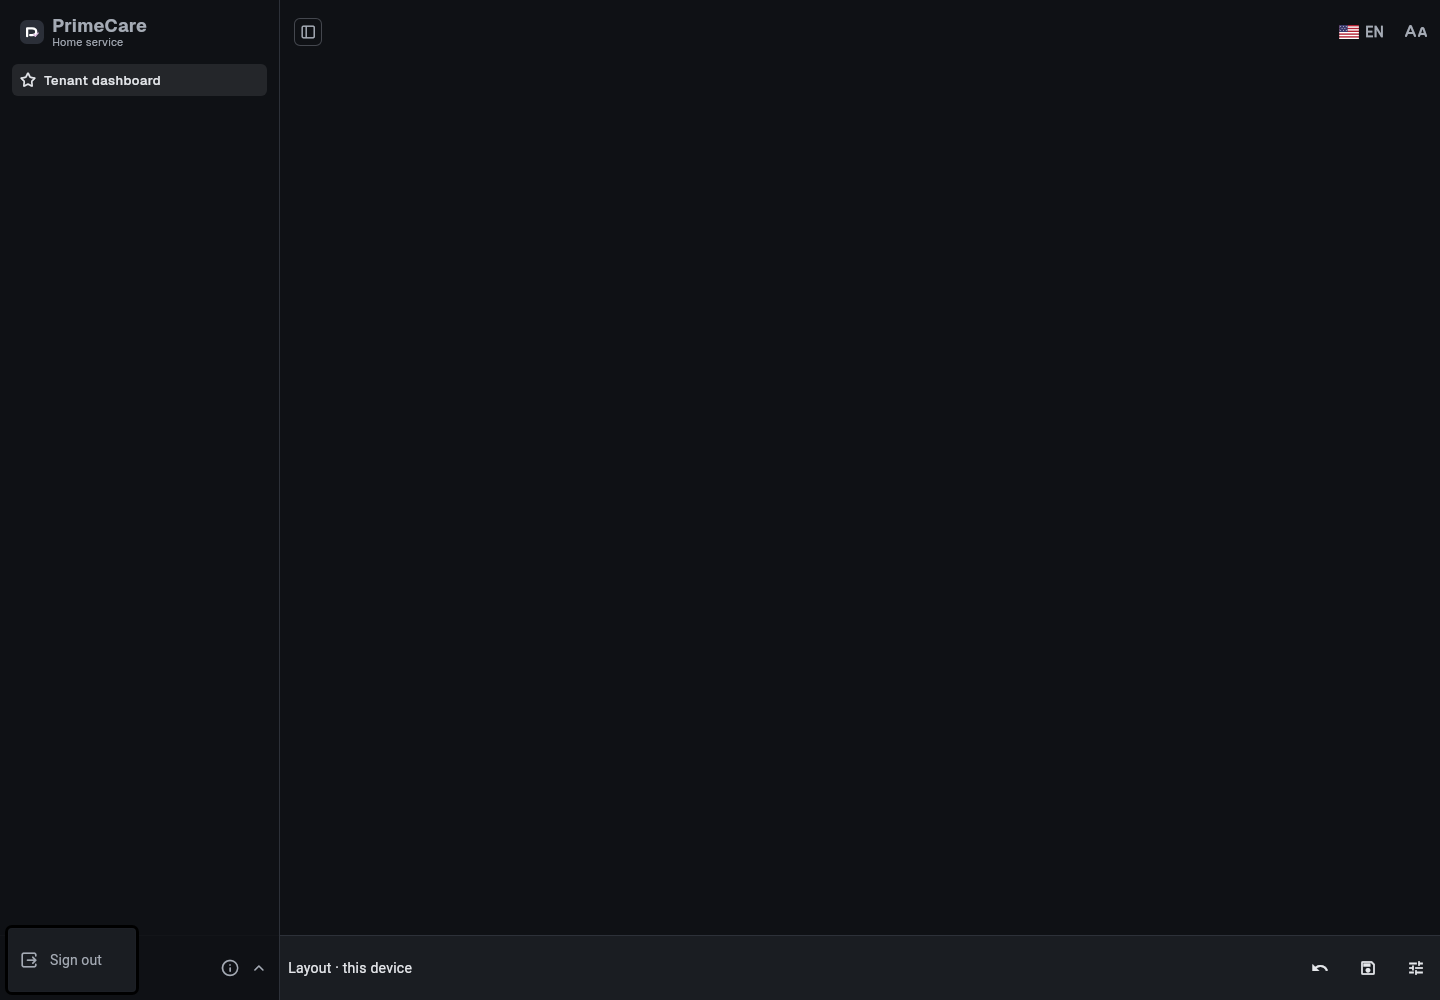 PrimeCare
Home service
Tenant dashboard
EN
AA
Sign out
Layout · this device